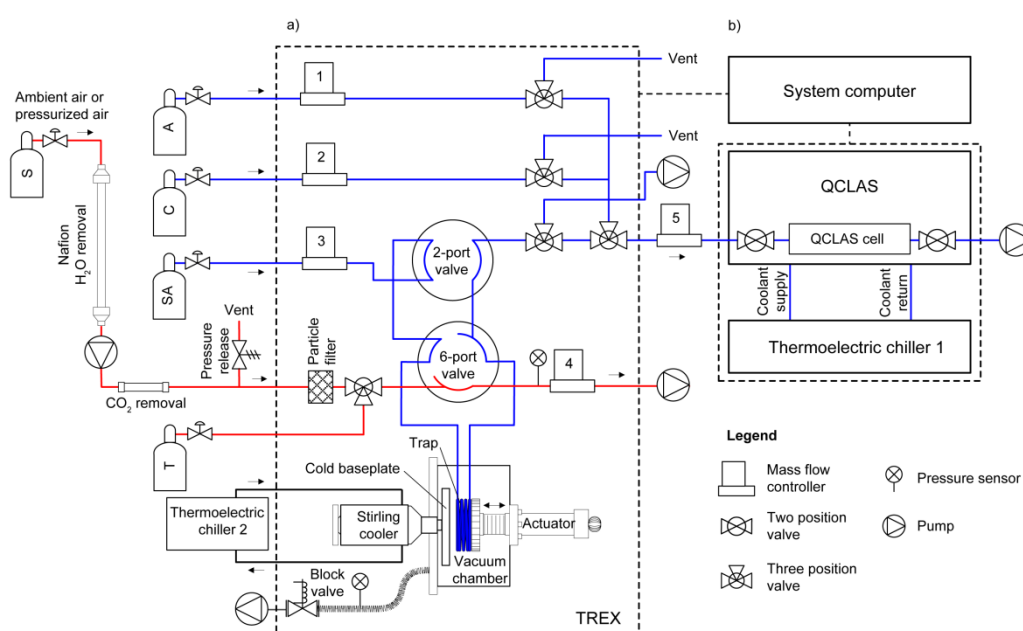 a)
b)
1
Vent
Ambient air or
pressurized air
A
S
System computer
2
Vent
C
Nafion
H₂O removal
QCLAS
5
QCLAS cell
3
2-port
valve
SA
Coolant
supply
Coolant
return
Vent
Pressure
release
Particle
filter
6-port
valve
4
Thermoelectric chiller 1
CO₂ removal
T
Trap
Cold baseplate
Thermoelectric
chiller 2
Stirling
cooler
Actuator
Vacuum
chamber
Block
valve
TREX
Legend
Mass flow
controller
Pressure sensor
Two position
valve
Pump
Three position
valve